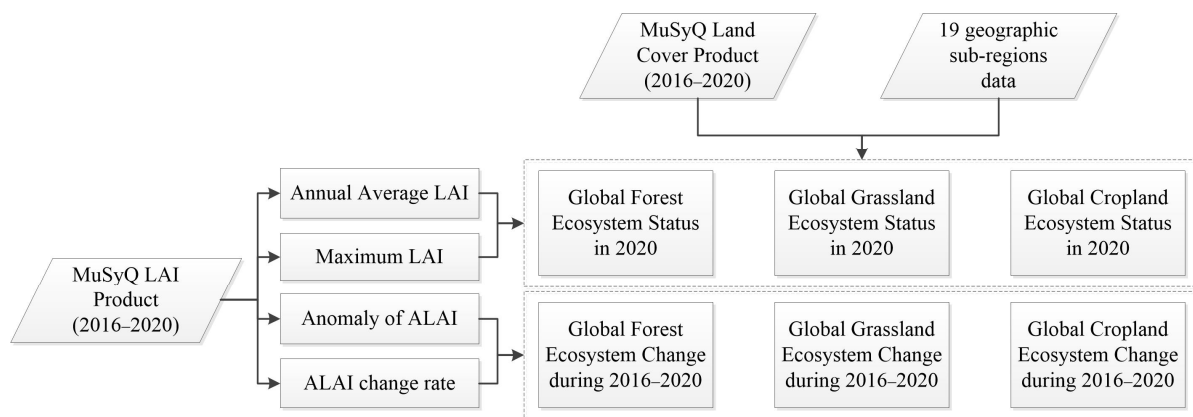 MuSyQ Land
Cover Product
(2016–2020)
19 geographic
sub-regions
data
MuSyQ LAI
Product
(2016–2020)
Annual Average LAI
Maximum LAI
Anomaly of ALAI
ALAI change rate
Global Forest
Ecosystem Status
in 2020
Global Grassland
Ecosystem Status
in 2020
Global Cropland
Ecosystem Status
in 2020
Global Forest
Ecosystem Change
during 2016–2020
Global Grassland
Ecosystem Change
during 2016–2020
Global Cropland
Ecosystem Change
during 2016–2020